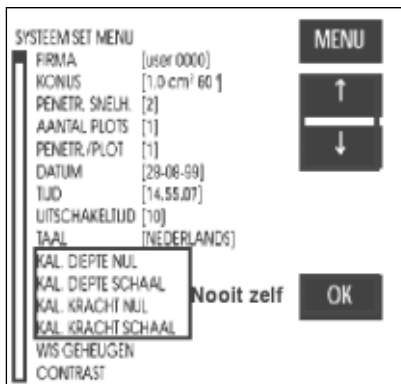 SYSTEEM SET MENU
MENU
FIRMA [user 0000]
KONUS [1.0 cm² 60°]
PENETR. SNELH. [2]
↑
AANTAL PLOTS [1]
PENETR./PLOT [1]
↓
DATUM [29-08-99]
TIJD [14.55.07]
UITSCHAKELTIJD [10]
TAAL [NEDERLANDS]
KAL. DIEPTE NUL
KAL. DIEPTE SCHAAL
Nooit zelf
OK
KAL. KRACHT NUL
KAL. KRACHT SCHAAL
WIS GEHEUGEN
CONTRAST